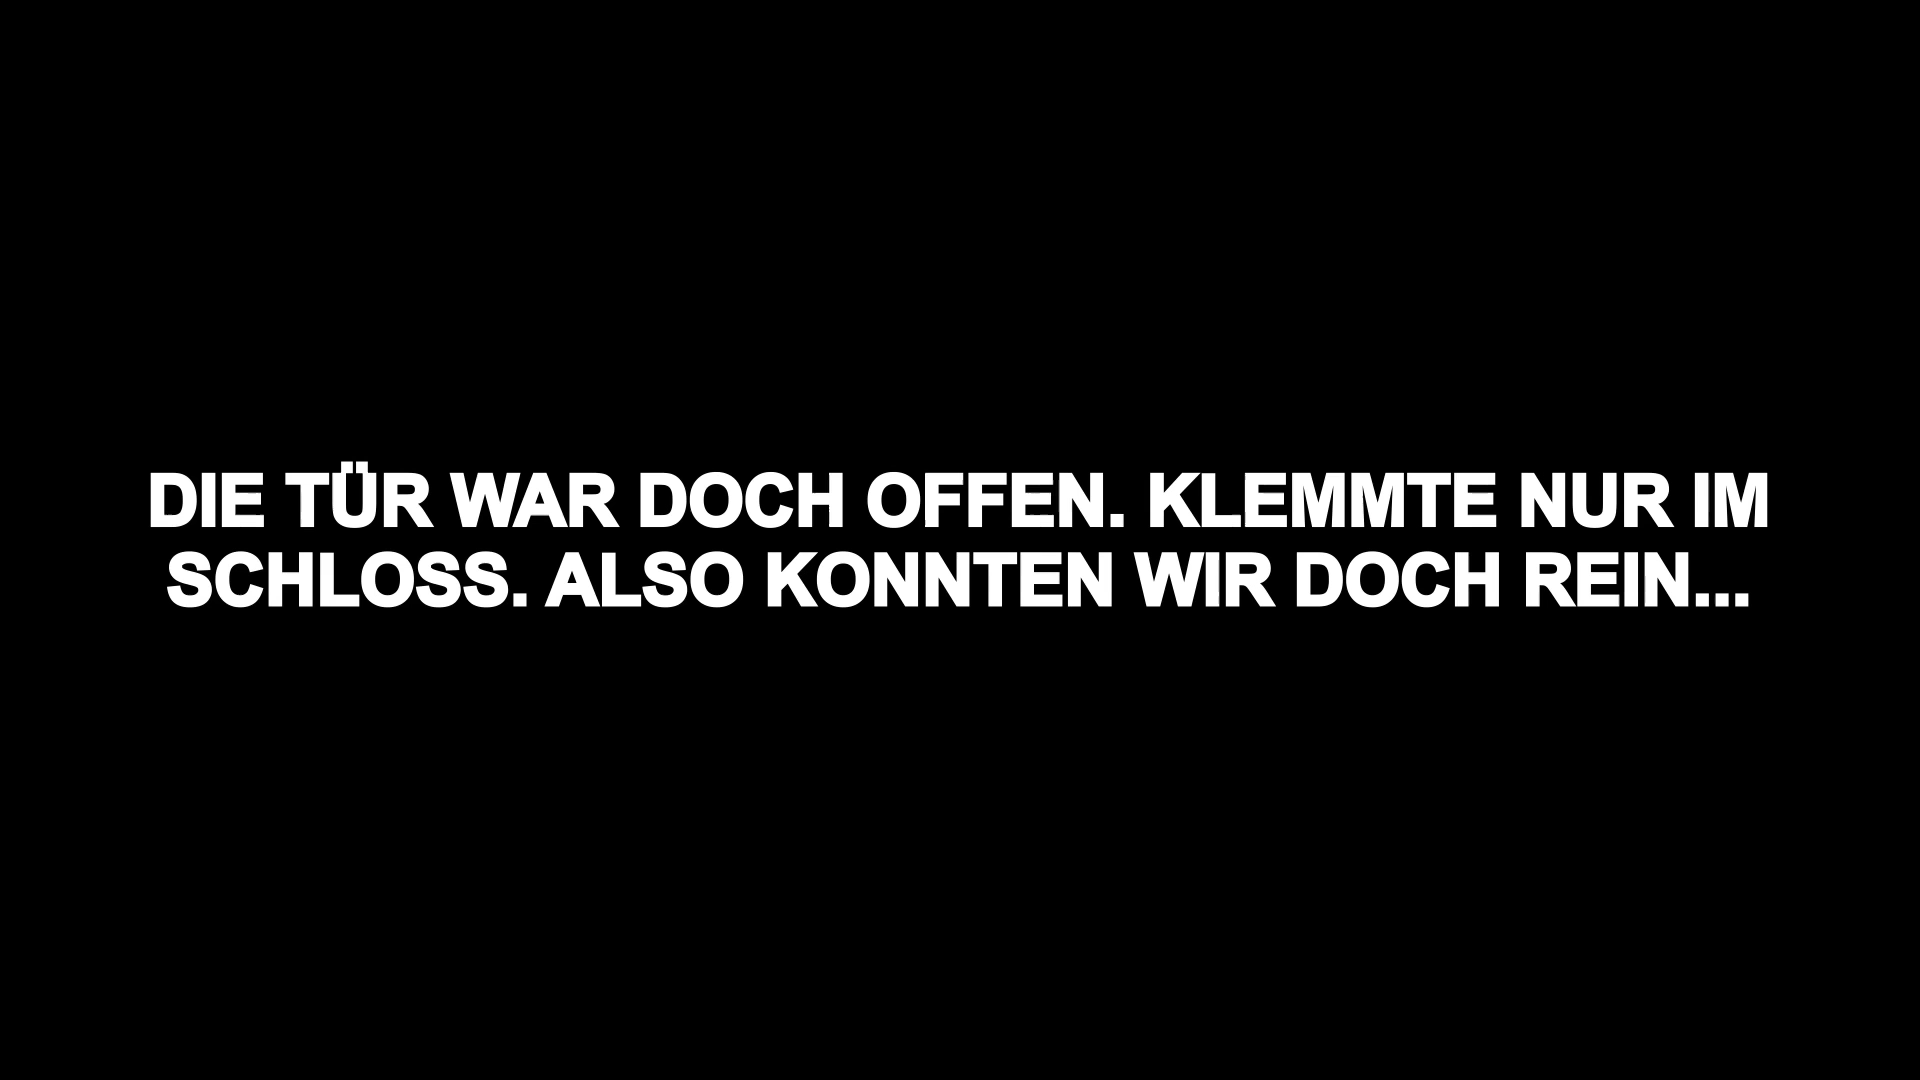 DIE TÜR WAR DOCH OFFEN. KLEMMTE NUR IM
SCHLOSS. ALSO KONNTEN WIR DOCH REIN...